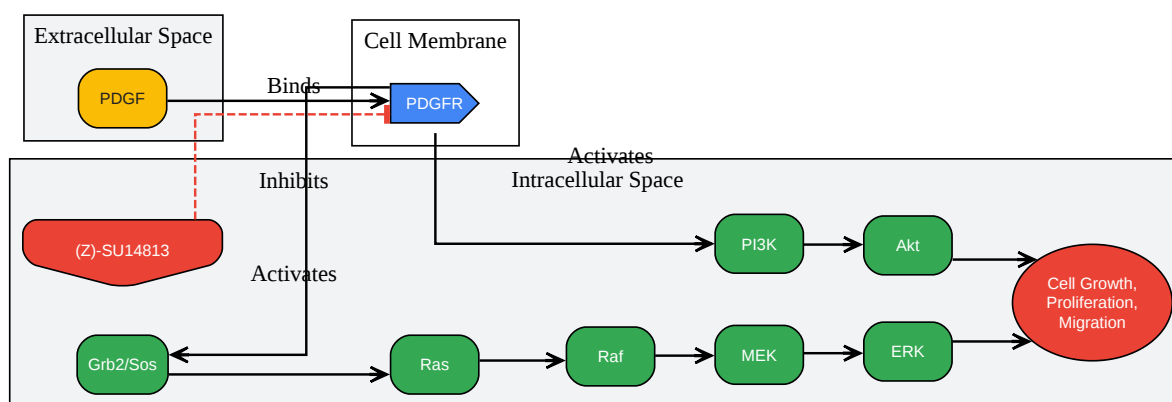 Extracellular Space
Cell Membrane
PDGF
Binds
PDGFR
Activates
Inhibits
Intracellular Space
(Z)-SU14813
PI3K
Akt
Activates
Cell Growth,
Proliferation,
Migration
Grb2/Sos
Ras
Raf
MEK
ERK